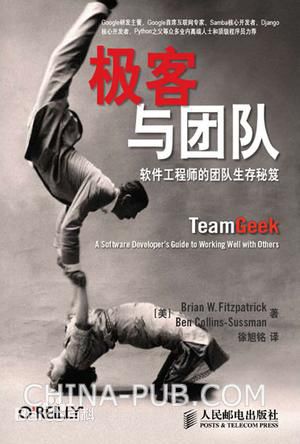 Google研发主管、Google首席互联网专家、Samba核心开发者、Django
核心开发者、Python之父等众多业内高端人士和顶级程序员力荐
极客
与团队
软件工程师的团队生存秘笈
TeamGeek
A Software Developer's Guide to Working Well with Others
[美] Brian W. Fitzpatrick 著
Ben Collins-Sussman
徐旭铭 译
CHINA-PUB.COM
O'REILLY
人民邮电出版社
POSTS & TELECOM PRESS